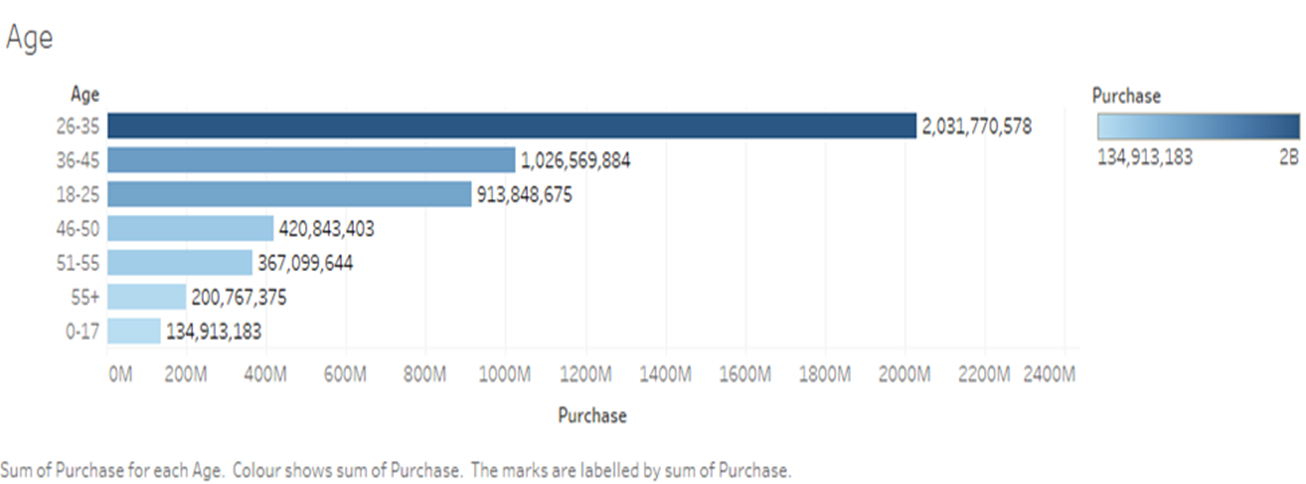 Age
Age
26-35 2,031,770,578
36-45 1,026,569,884
18-25 913,848,675
46-50 420,843,403
51-55 367,099,644
55+ 200,767,375
0-17 134,913,183
0M 200M 400M 600M 800M 1000M 1200M 1400M 1600M 1800M 2000M 2200M 2400M
Purchase
Purchase
134,913,183 2B
Sum of Purchase for each Age. Colour shows sum of Purchase. The marks are labelled by sum of Purchase.